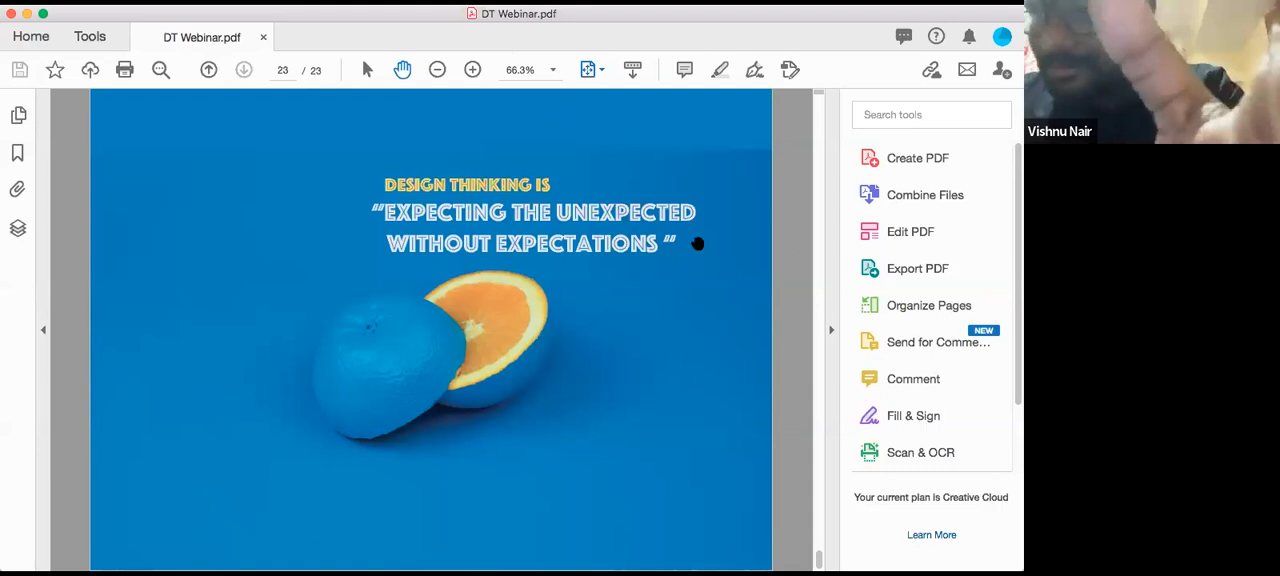 DT Webinar.pdf
Home Tools DT Webinar.pdf ×
23 / 23 66.3%
Vishnu Nair
Search tools
Create PDF
Combine Files
Edit PDF
Export PDF
Organize Pages
NEW
Send for Comme...
Comment
Fill & Sign
Scan & OCR
Your current plan is Creative Cloud
Learn More
DESIGN THINKING IS
“EXPECTING THE UNEXPECTED
WITHOUT EXPECTATIONS “